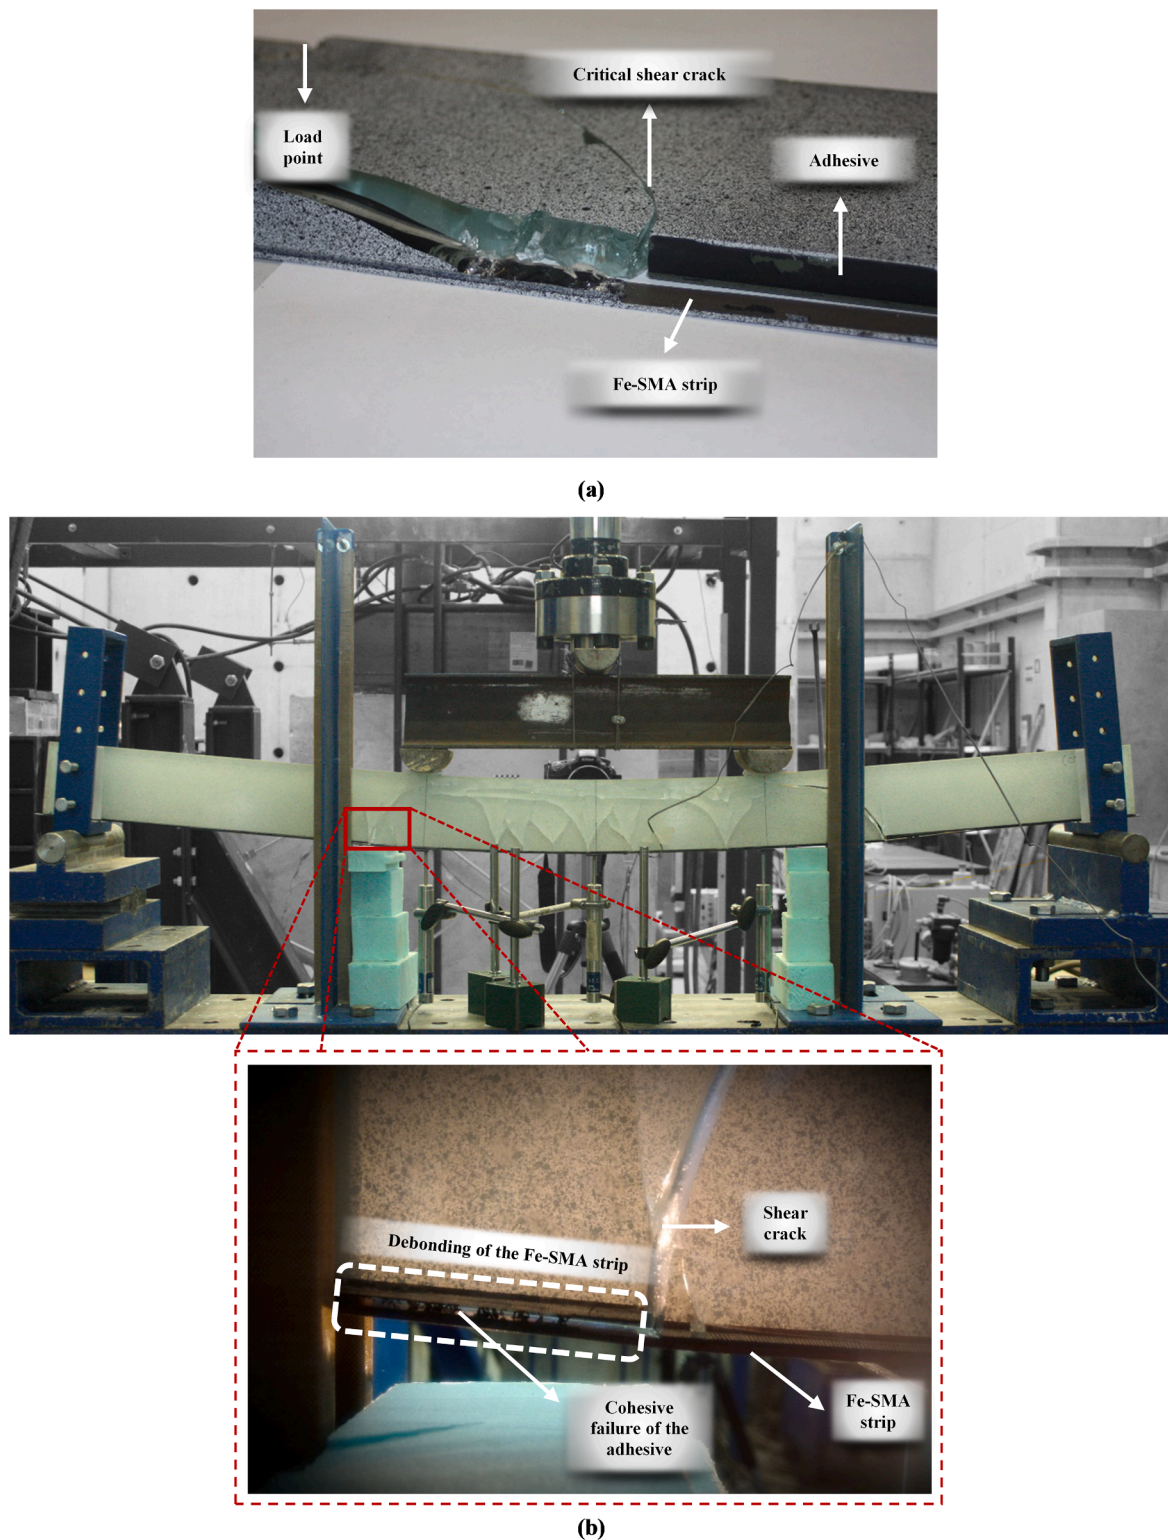 Critical shear crack
Load
point
Adhesive
Fe-SMA strip
(a)
Debonding of the Fe-SMA strip
Shear
crack
Cohesive
failure of the
adhesive
Fe-SMA
strip
(b)